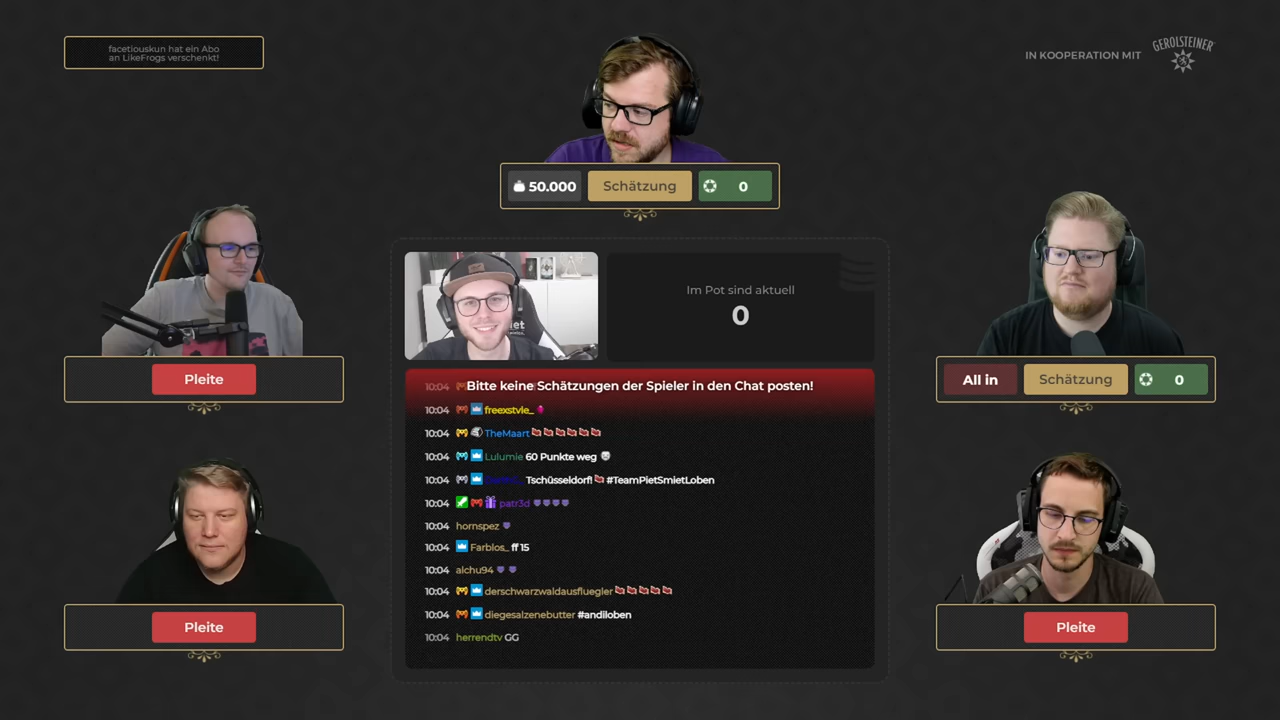 facetiouskun hat ein Abo
an LikeFrogs verschenkt!
IN KOOPERATION MIT
GEROLSTEINER
50.000
Schätzung
0
Im Pot sind aktuell
0
Pleite
All in
Schätzung
0
Bitte keine Schätzungen der Spieler in den Chat posten!
10:04
10:04 freexstyle_
10:04 TheMaart
10:04 Lulumie 60 Punkte weg
10:04 Tschüsseldorf! #TeamPietSmietLoben
10:04 patr3d
10:04 hornspez
10:04 Farblos_ ff 15
10:04 alchu94
10:04 derschwarzwaldausfluegler
10:04 diegesalzenebutter #andiloben
10:04 herrendtv GG
Pleite
Pleite